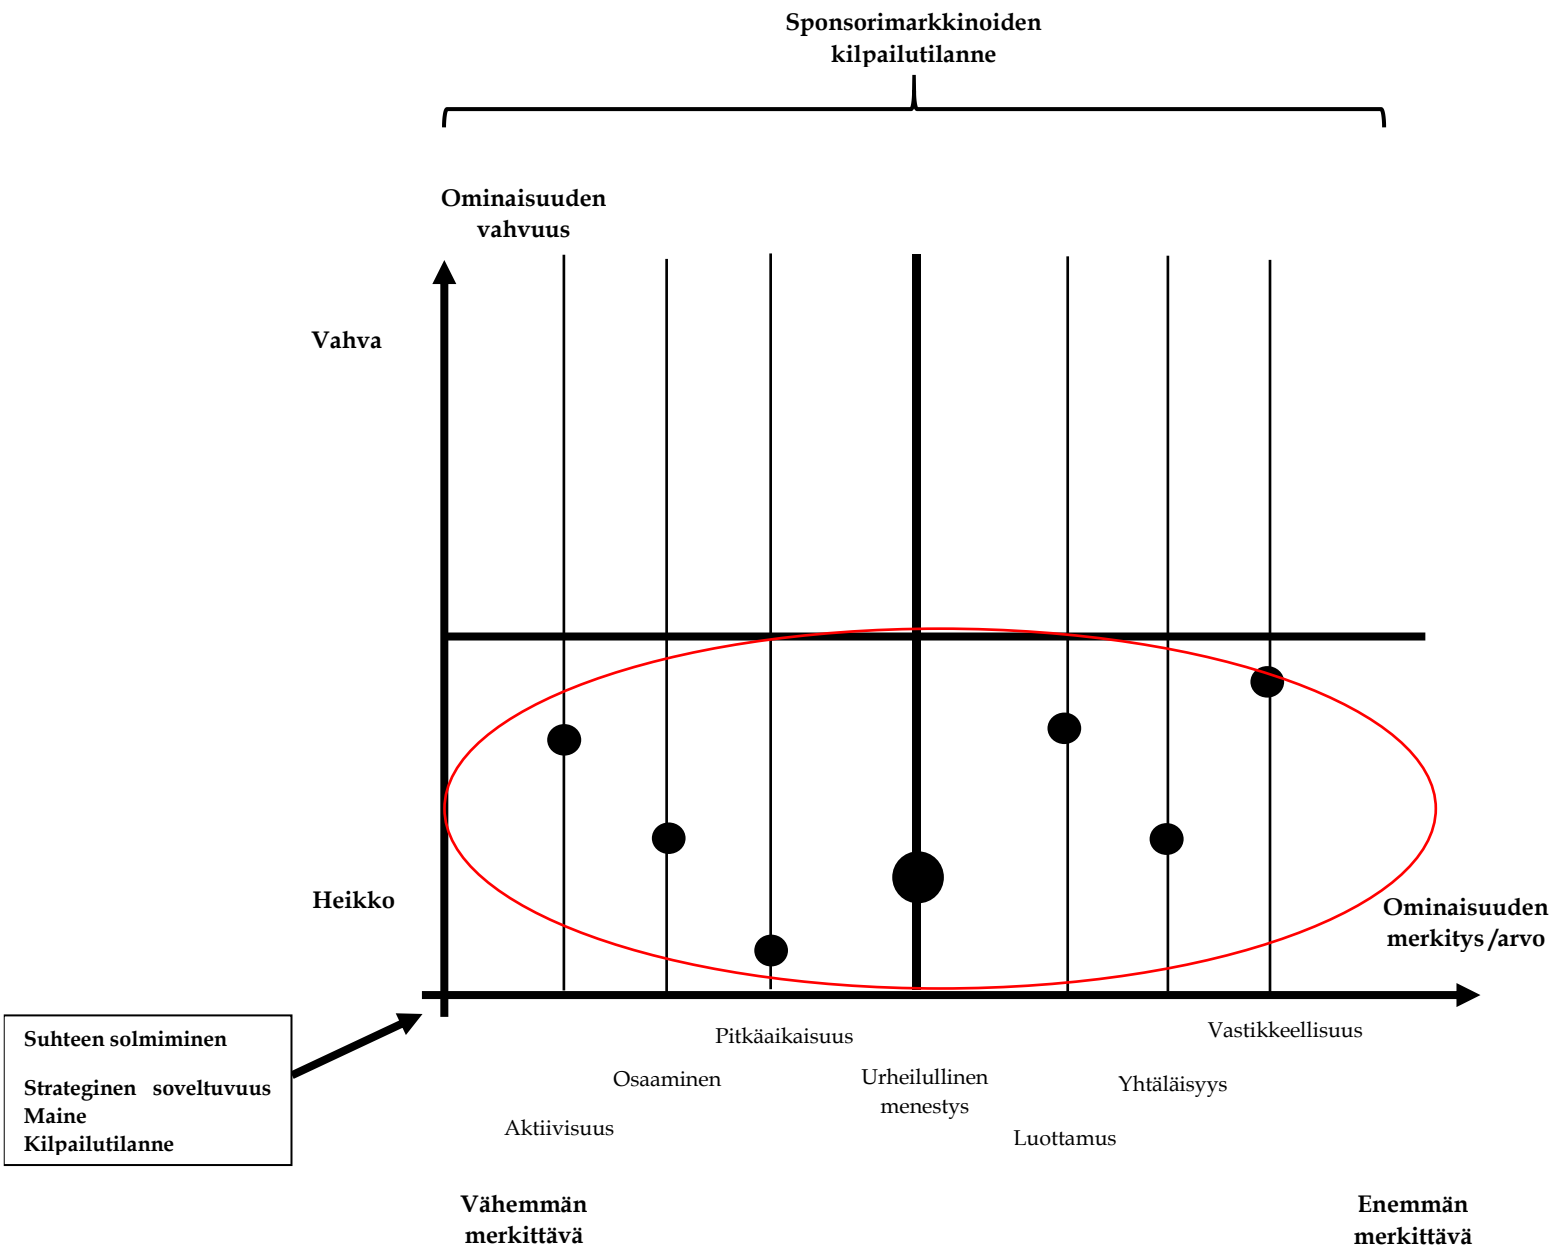 Sponsorimarkkinoiden
kilpailutilanne
Ominaisuuden
vahvuus
Vahva
Heikko
Ominaisuuden
merkitys/arvo
Suhteen solmiminen
Strateginen soveltuvuus
Maine
Kilpailutilanne
Pitkäaikaisuus
Vastikkeellisuus
Osaaminen
Urheilullinen
menestys
Yhtäläisyys
Aktiivisuus
Luottamus
Vähemmän
merkittävä
Enemmän
merkittävä